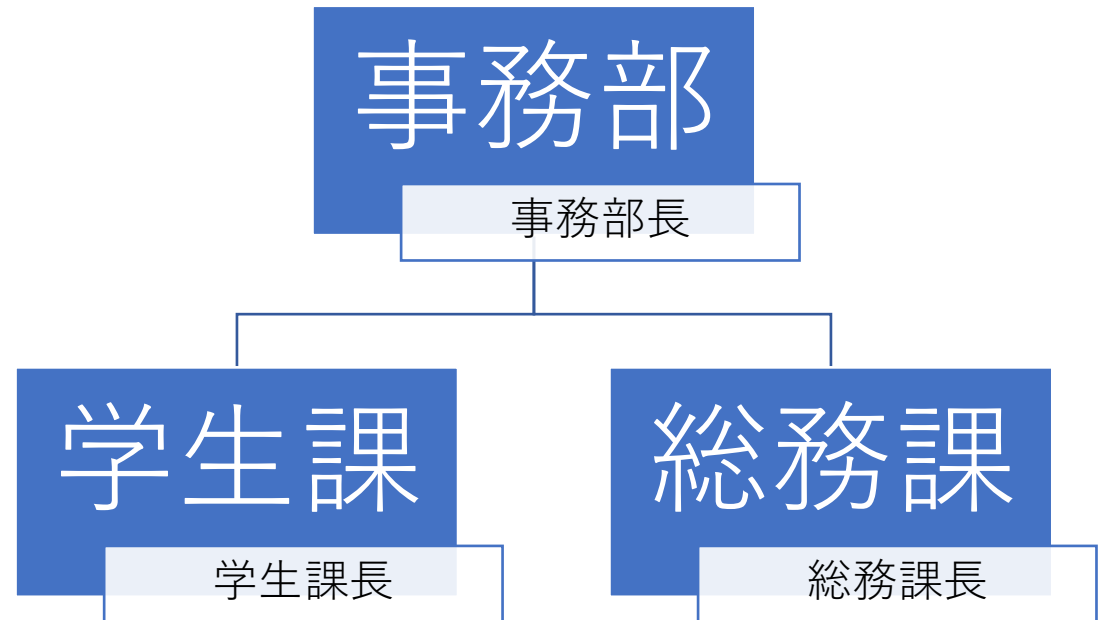 事務部
事務部長
学生課
学生課長
総務課
総務課長